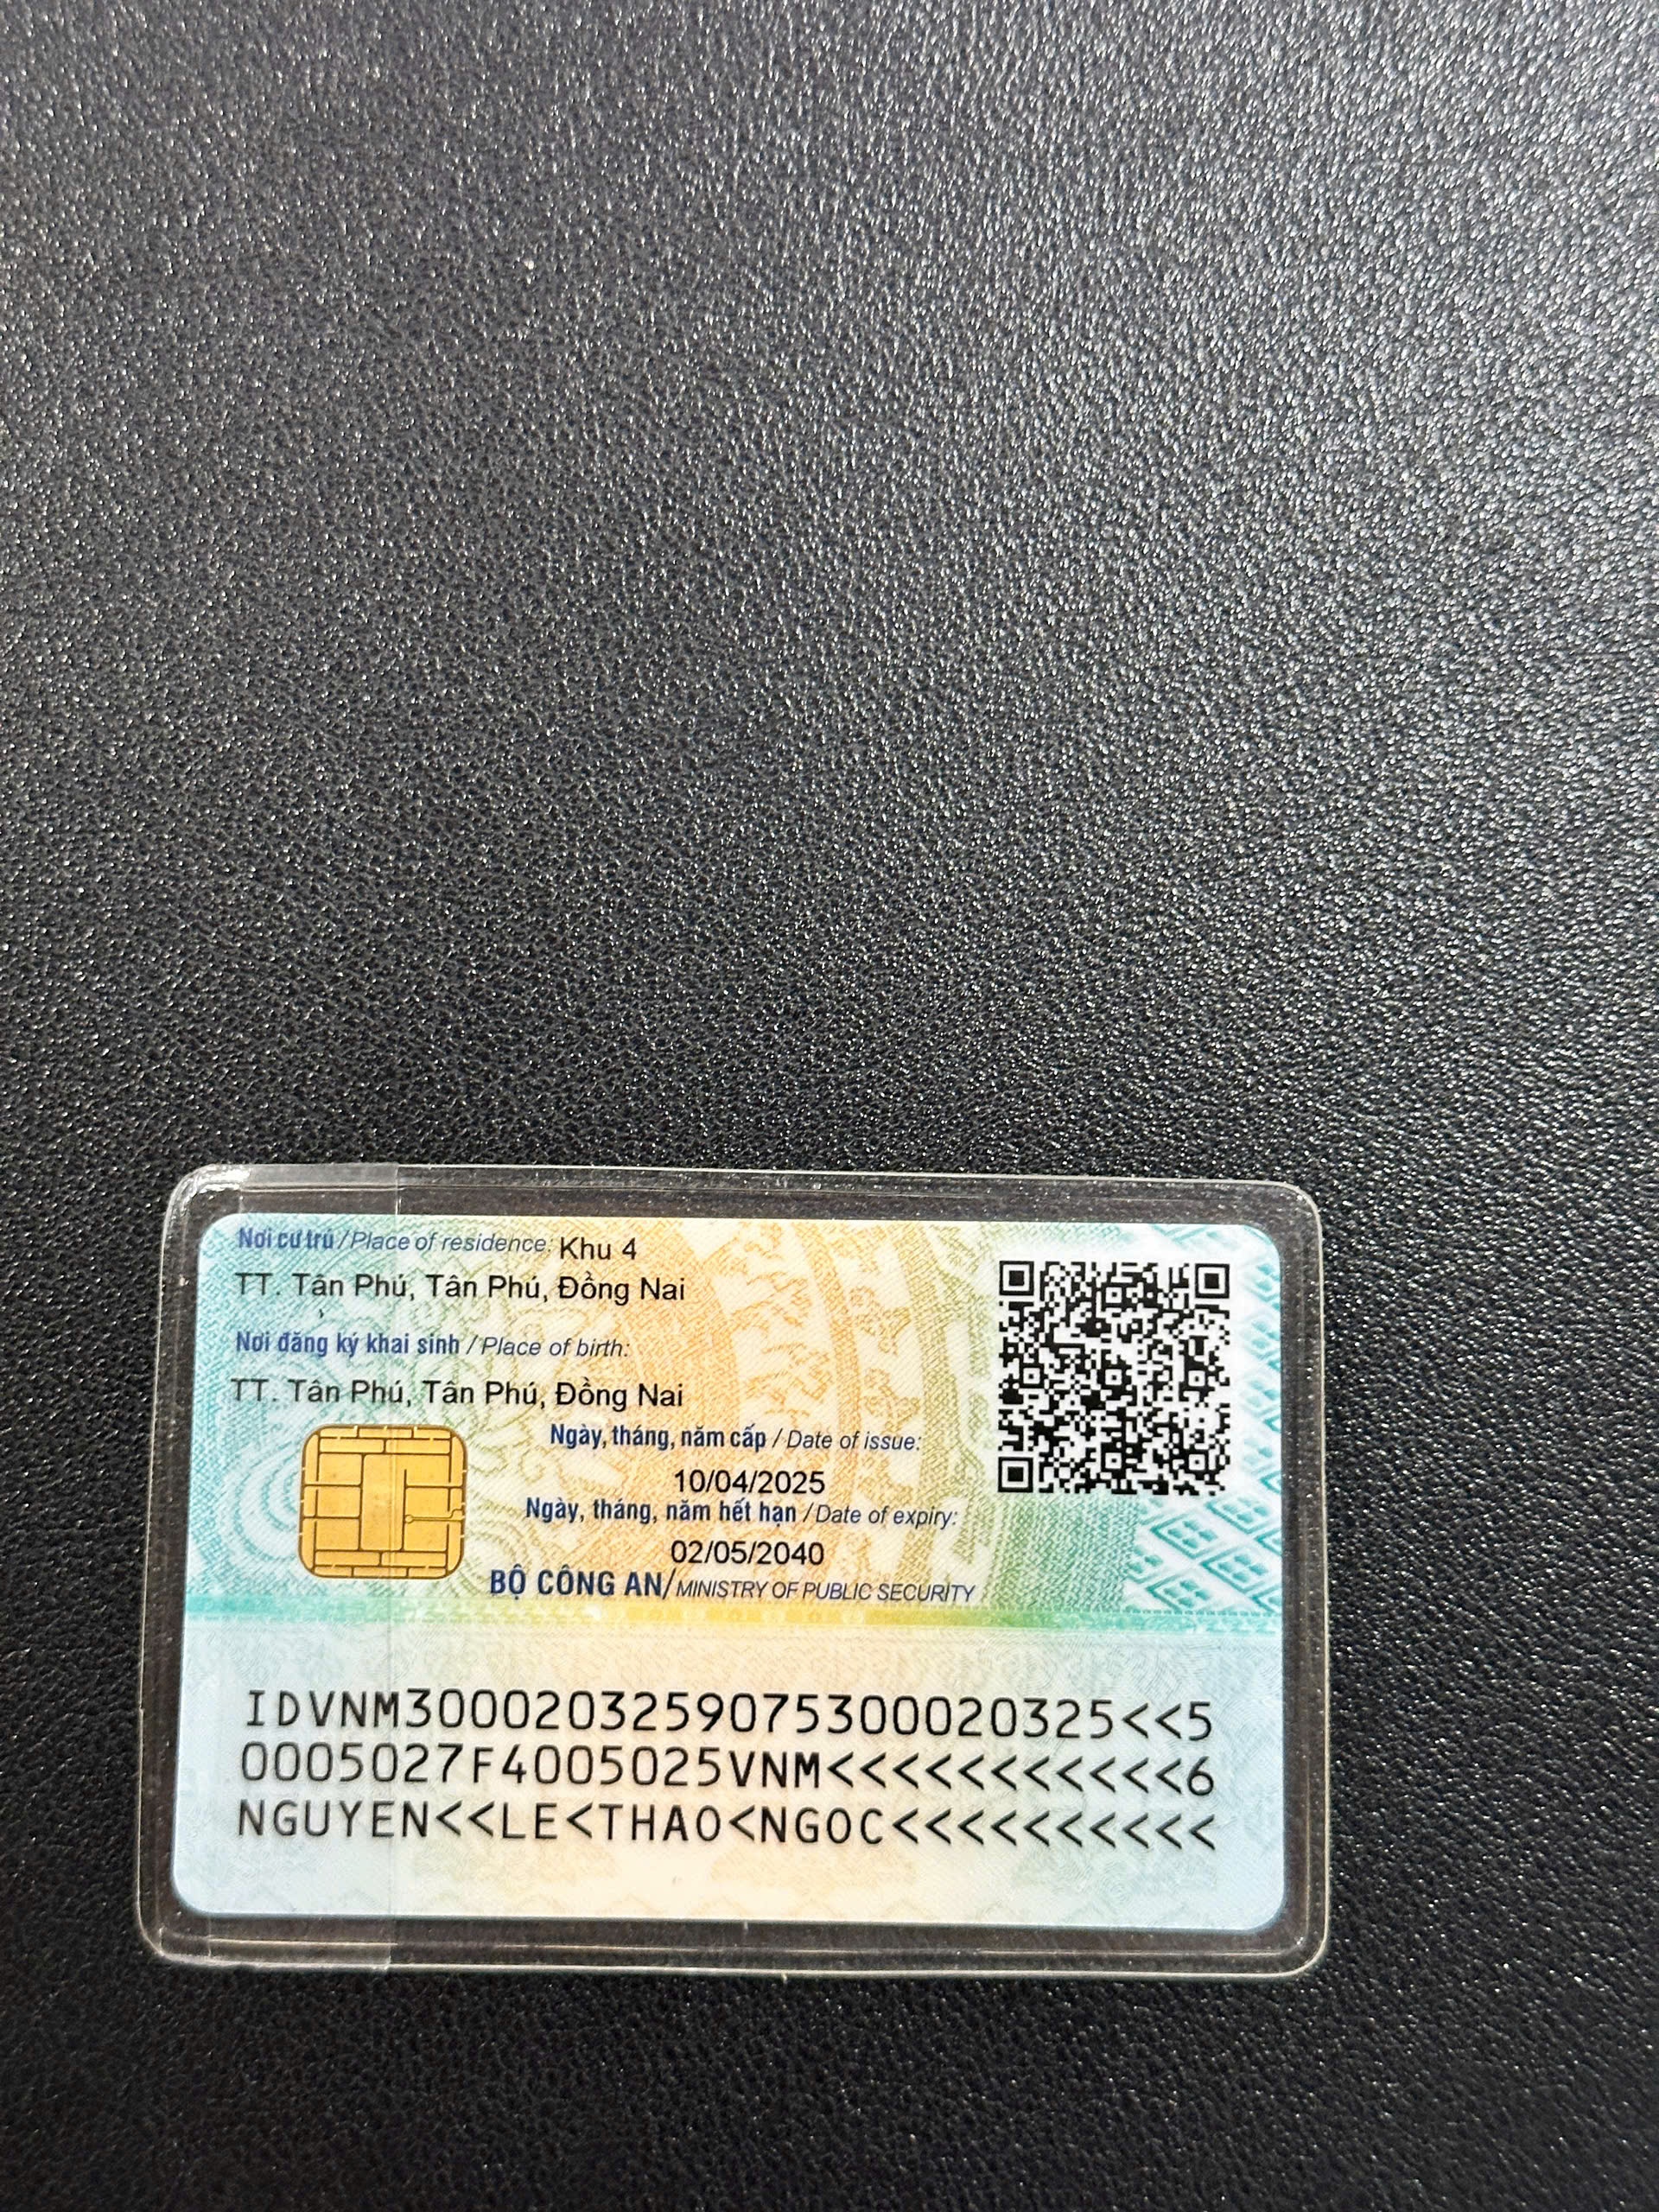 Nơi cư trú / Place of residence: Khu 4
TT. Tân Phú, Tân Phú, Đồng Nai
Nơi đăng ký khai sinh / Place of birth:
TT. Tân Phú, Tân Phú, Đồng Nai
Ngày, tháng, năm cấp / Date of issue:
10/04/2025
Ngày, tháng, năm hết hạn / Date of expiry:
02/05/2040
BỘ CÔNG AN/MINISTRY OF PUBLIC SECURITY
IDVNM3000203259075300020325<<5
0005027F4005025VNM<<<<<<<<<<<6
NGUYEN<<LE<THAO<NGOC<<<<<<<<<<